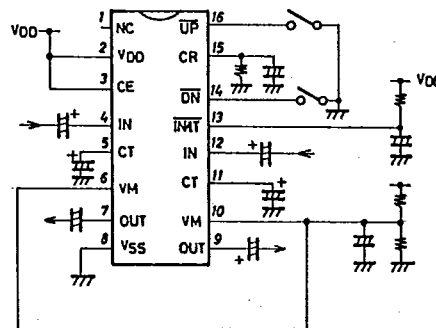 VDD
1 NC
2 VDD
3 CE
+ 4 IN
+ 5 CT
6 VM
7 OUT
8 VSS
UP 16
CR 15
DN 14
INIT 13
IN 12 +
CT 11 +
VM 10
OUT 9 +
VDD